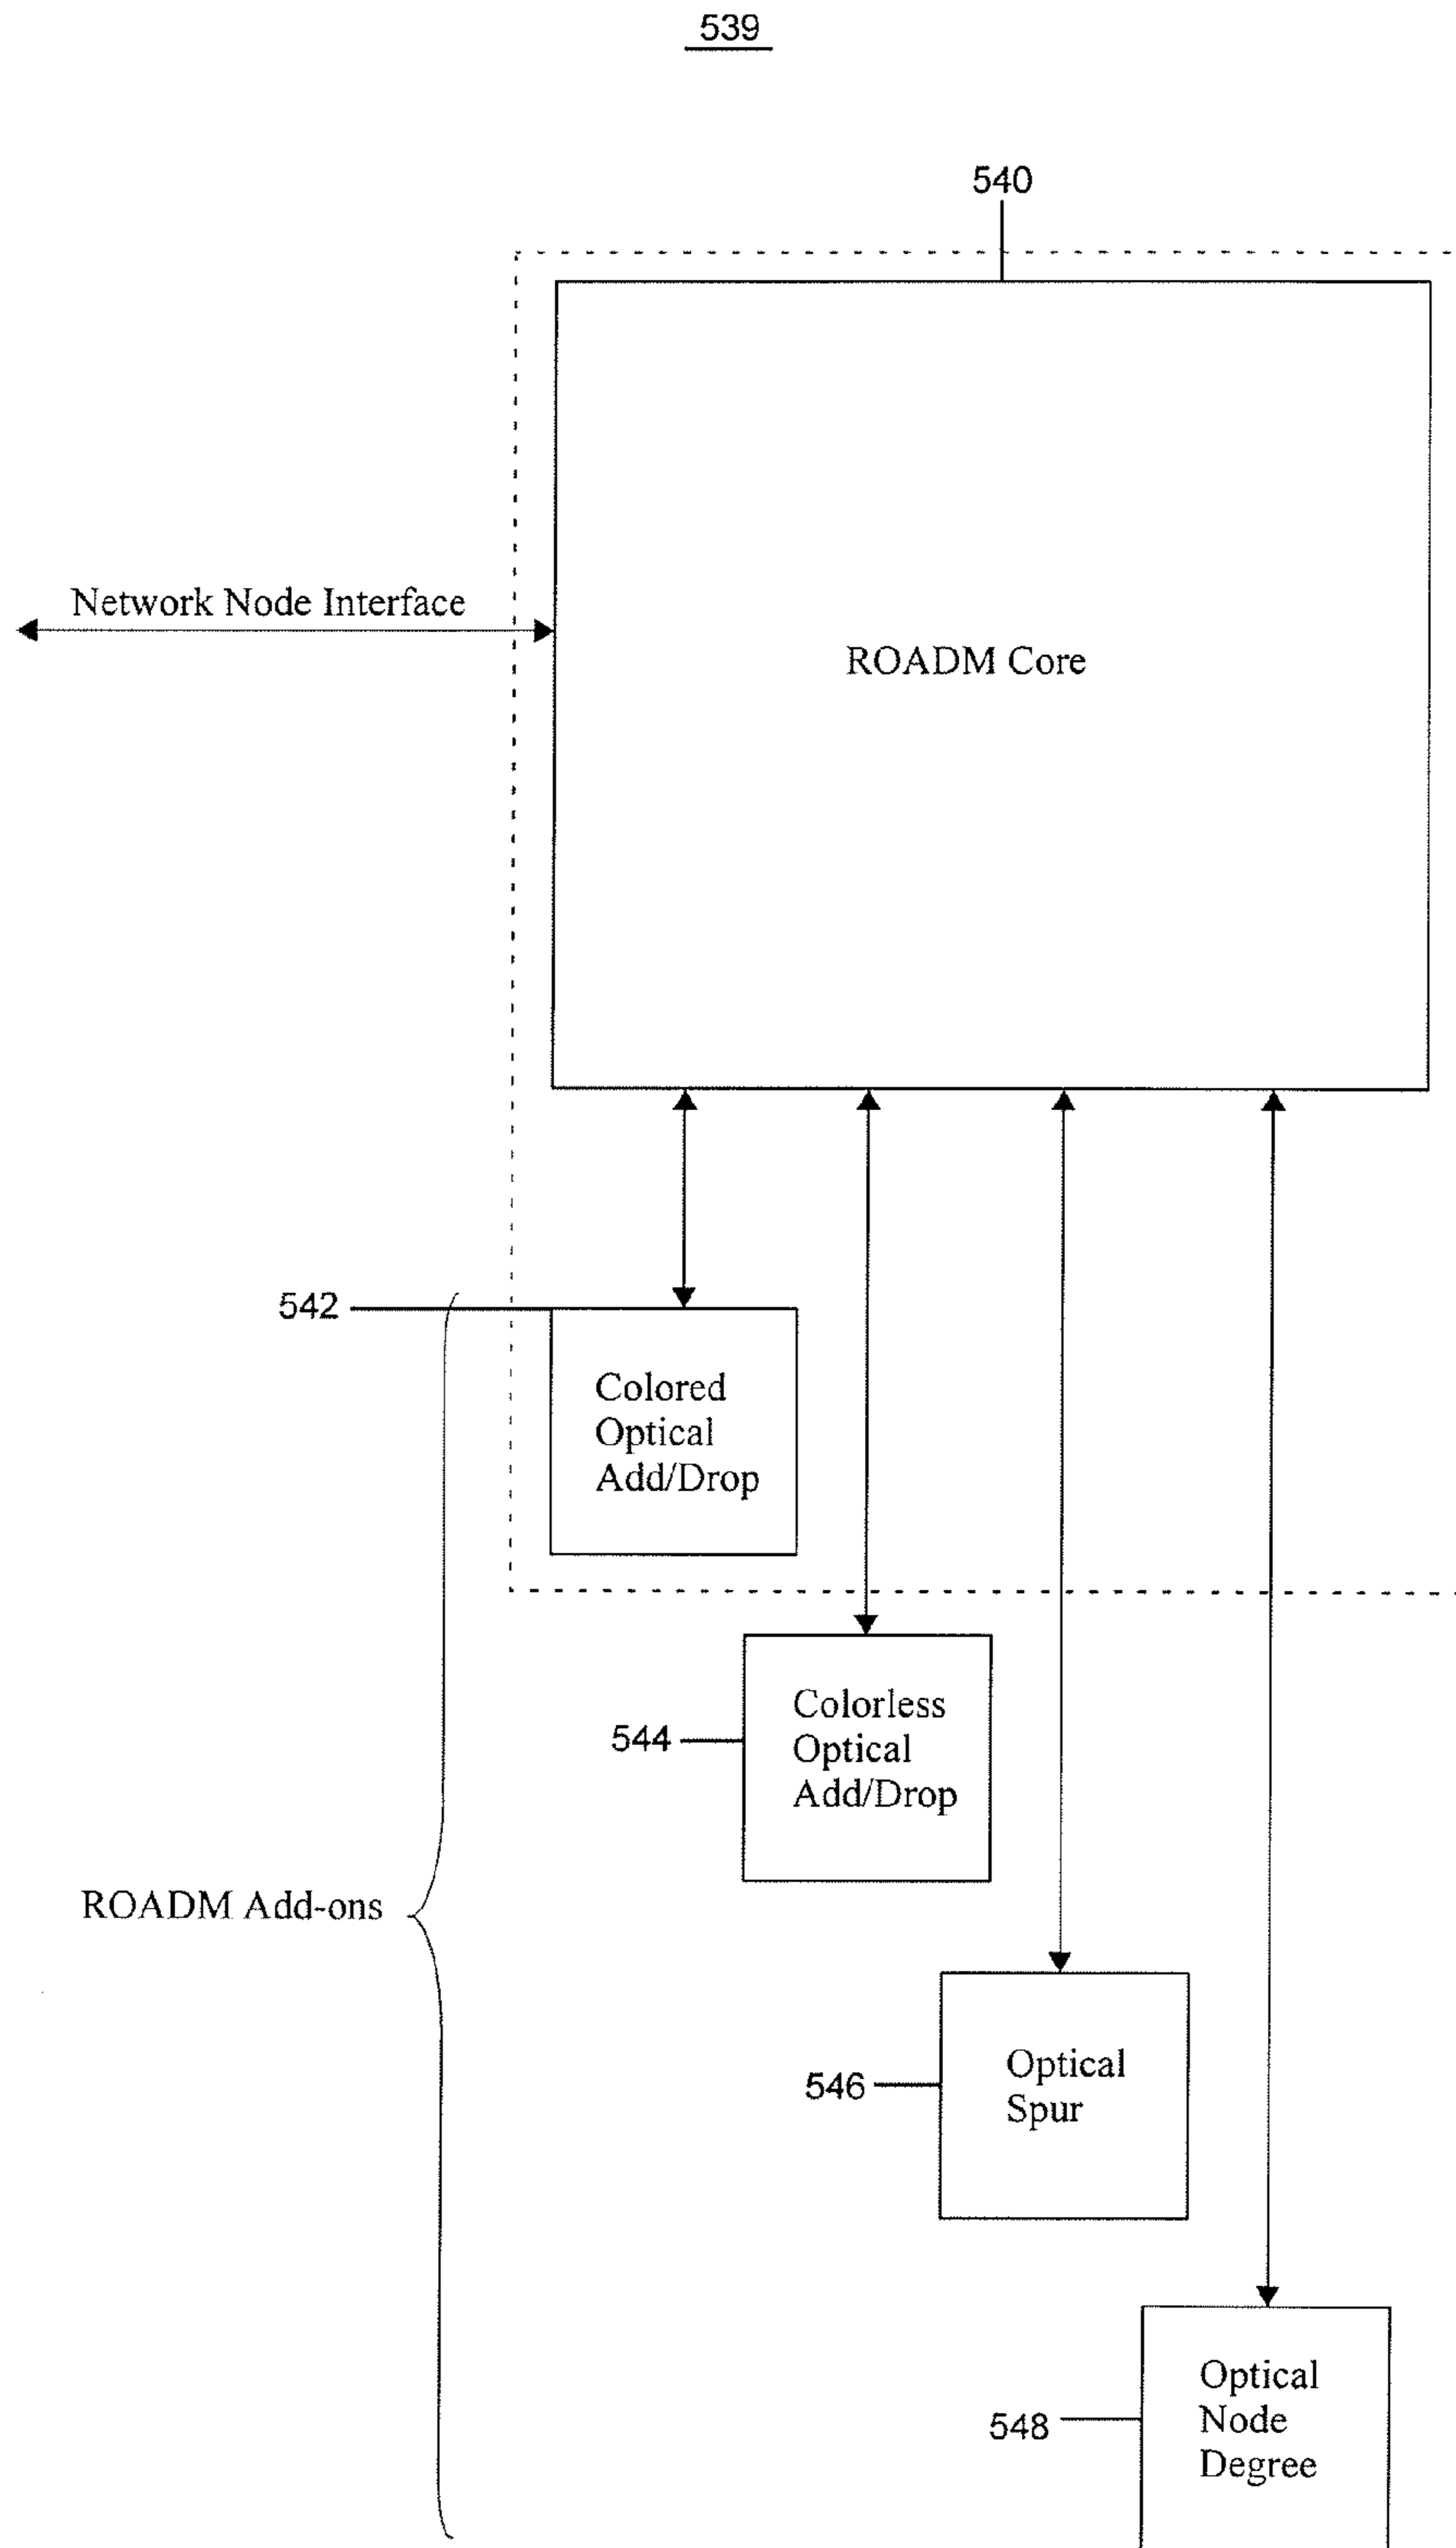 539
540
Network Node Interface
ROADM Core
542
Colored
Optical
Add/Drop
544
Colorless
Optical
Add/Drop
ROADM Add-ons
546
Optical
Spur
548
Optical
Node
Degree